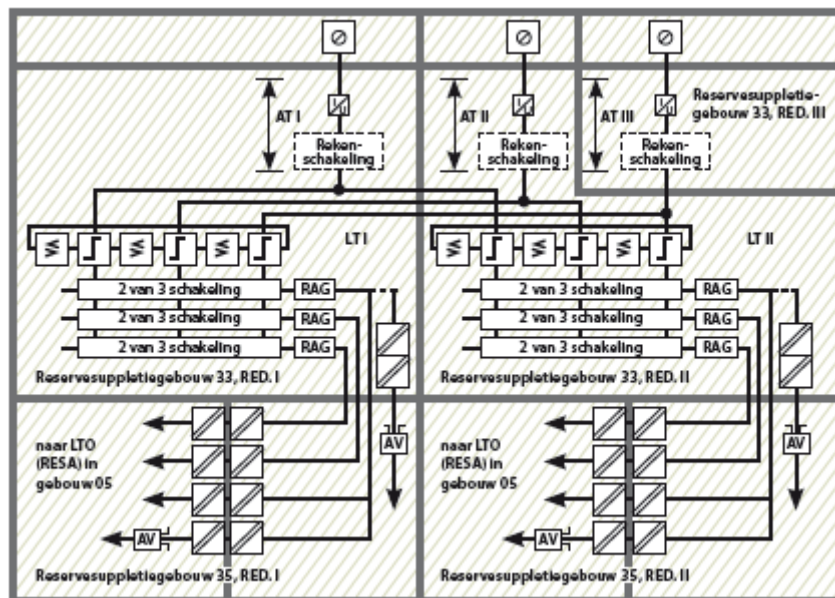 AT I
I/U
Reken-
schakeling
AT II
I/U
Reken-
schakeling
AT III
I/U
Reken-
schakeling
Reservesuppletie-
gebouw 33, RED. III
LT I
2 van 3 schakeling
RAG
2 van 3 schakeling
RAG
2 van 3 schakeling
RAG
Reservesuppletiegebouw 33, RED. I
LT II
2 van 3 schakeling
RAG
2 van 3 schakeling
RAG
2 van 3 schakeling
RAG
Reservesuppletiegebouw 33, RED. II
AV
naar LTO
(RESA) in
gebouw 05
AV
Reservesuppletiegebouw 35, RED. I
AV
naar LTO
(RESA) in
gebouw 05
AV
Reservesuppletiegebouw 35, RED. II